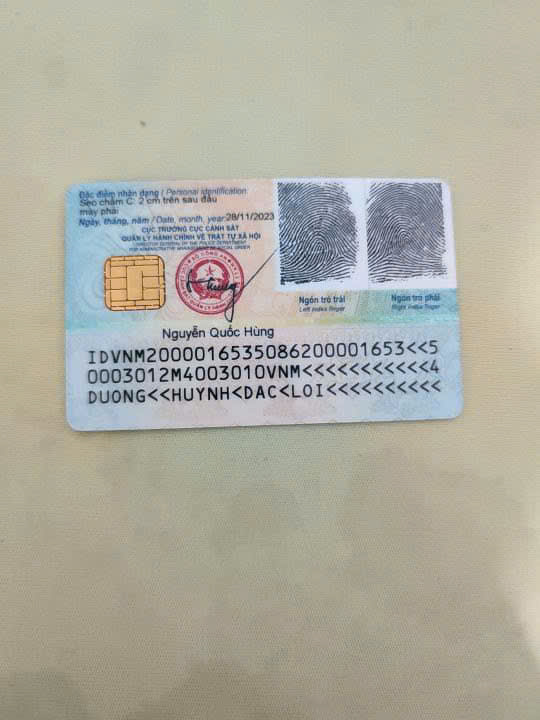 Đặc điểm nhân dạng / Personal identification:
Sẹo chấm C: 2 cm trên sau đầu
mày phải
Ngày, tháng, năm / Date, month, year: 28/11/2023
CỤC TRƯỞNG CỤC CẢNH SÁT
QUẢN LÝ HÀNH CHÍNH VỀ TRẬT TỰ XÃ HỘI
DIRECTOR GENERAL OF THE POLICE DEPARTMENT
FOR ADMINISTRATIVE MANAGEMENT OF SOCIAL ORDER
Ngón trỏ trái
Left index finger
Ngón trỏ phải
Right index finger
Nguyễn Quốc Hùng
IDVNM2000016535086200001653<<5
0003012M4003010VNM<<<<<<<<<<<4
DUONG<<HUYNH<DAC<LOI<<<<<<<<<<